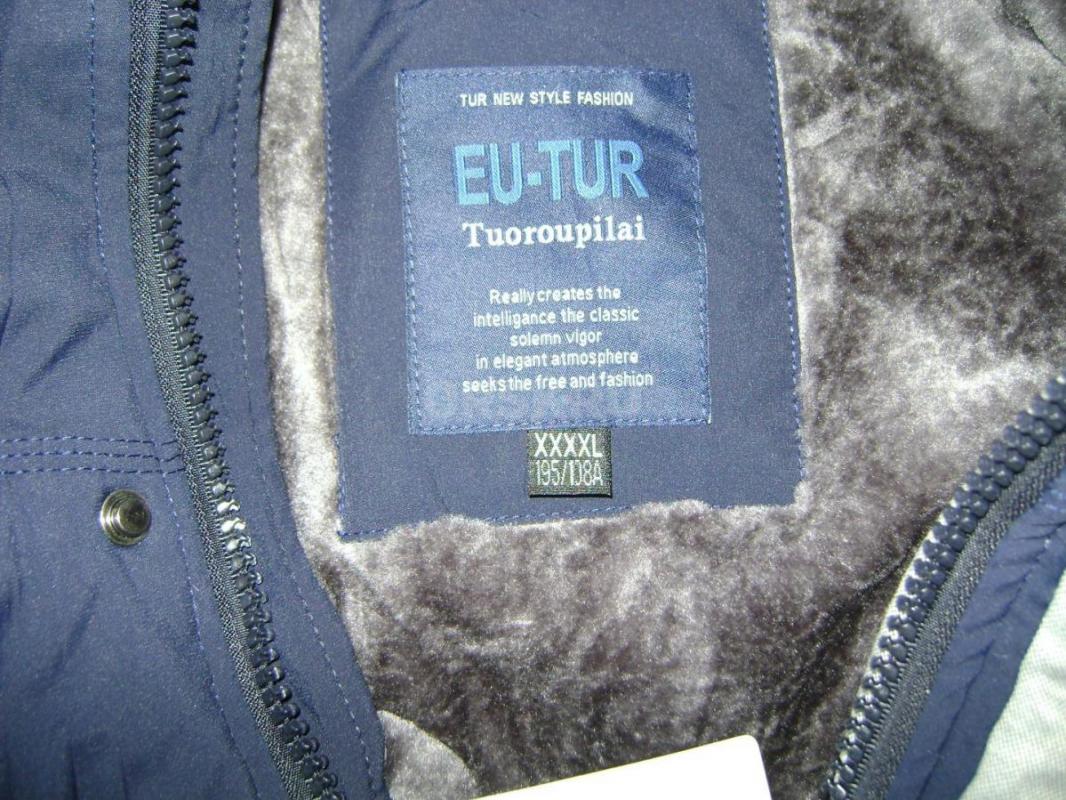 TUR NEW STYLE FASHION
EU-TUR
Tuoroupilai
Really creates the
intelligance the classic
solemn vigor
in elegant atmosphere
seeks the free and fashion
XXXXL
195/108A